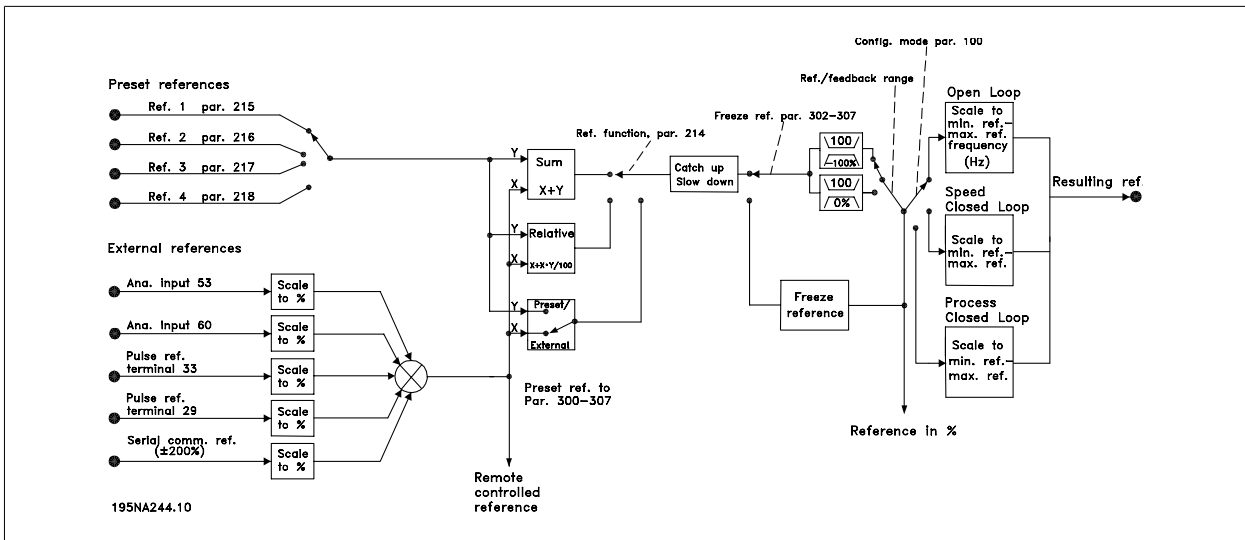 Config. mode par. 100
Ref./feedback range
Preset references
Ref. 1 par. 215
Ref. 2 par. 216
Ref. 3 par. 217
Ref. 4 par. 218
Ref. function, par. 214
Freeze ref. par. 302-307
Y
Sum
X
X+Y
Y
Relative
X
X+X·Y/100
Y
Preset/
X
External
Catch up
Slow down
100
-100%
100
0%
Open Loop
Scale to
min. ref.-
max. ref.
frequency
(Hz)
Resulting ref.
Speed
Closed Loop
Scale to
min. ref.-
max. ref.
Process
Closed Loop
Scale to
min. ref.-
max. ref.
Freeze
reference
Reference in %
External references
Ana. input 53
Scale
to %
Ana. input 60
Scale
to %
Pulse ref.
terminal 33
Scale
to %
Pulse ref.
terminal 29
Scale
to %
Serial comm. ref.
(±200%)
Scale
to %
Preset ref. to
Par. 300-307
Remote
controlled
reference
195NA244.10